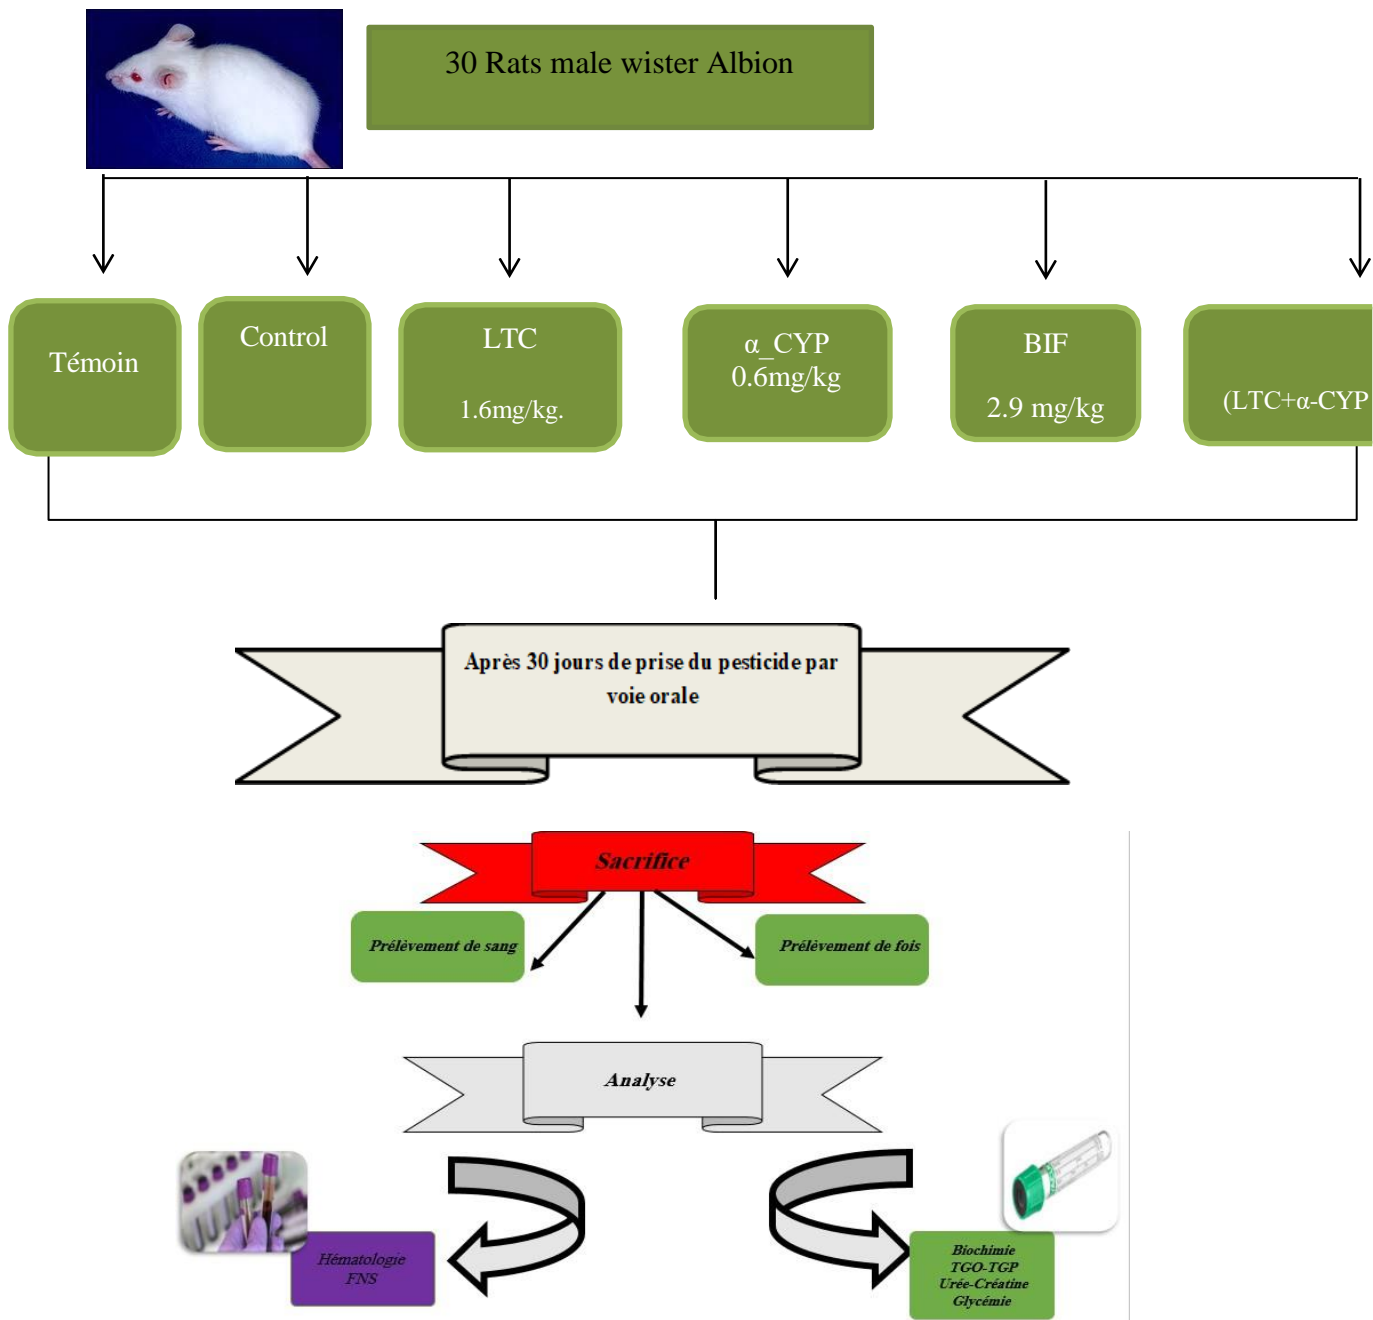 30 Rats male wister Albion
Témoin
Control
LTC
1.6mg/kg.
α_CYP
0.6mg/kg
BIF
2.9 mg/kg
(LTC+α-CYP
Après 30 jours de prise du pesticide par
voie orale
Sacrifice
Prélèvement de sang
Prélèvement de fois
Analyse
Hématologie
FNS
Biochimie
TGO-TGP
Urée-Créatine
Glycémie